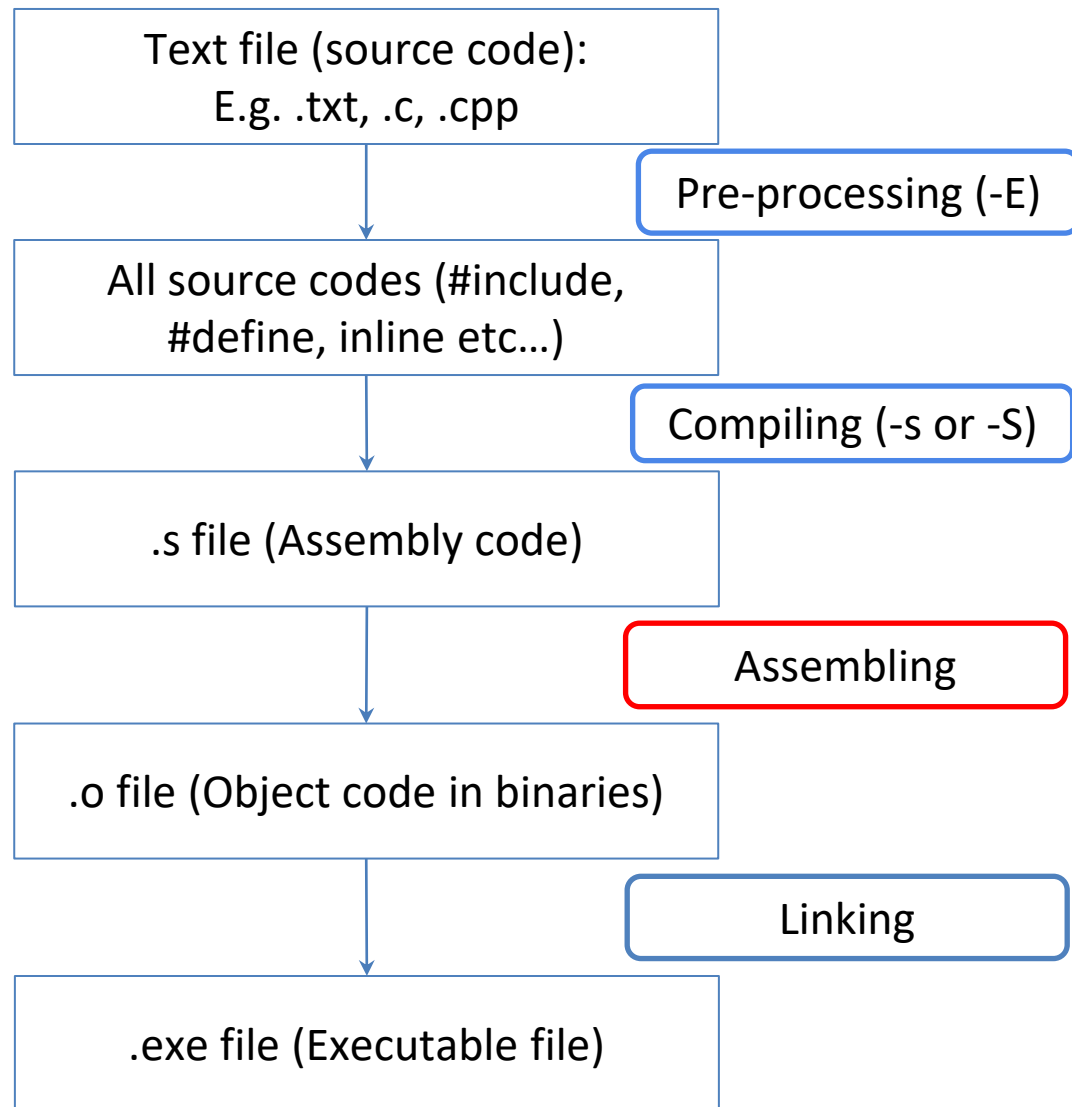 Text file (source code):
E.g. .txt, .c, .cpp
Pre-processing (-E)
All source codes (#include,
#define, inline etc…)
Compiling (-s or -S)
.s file (Assembly code)
Assembling
.o file (Object code in binaries)
Linking
.exe file (Executable file)